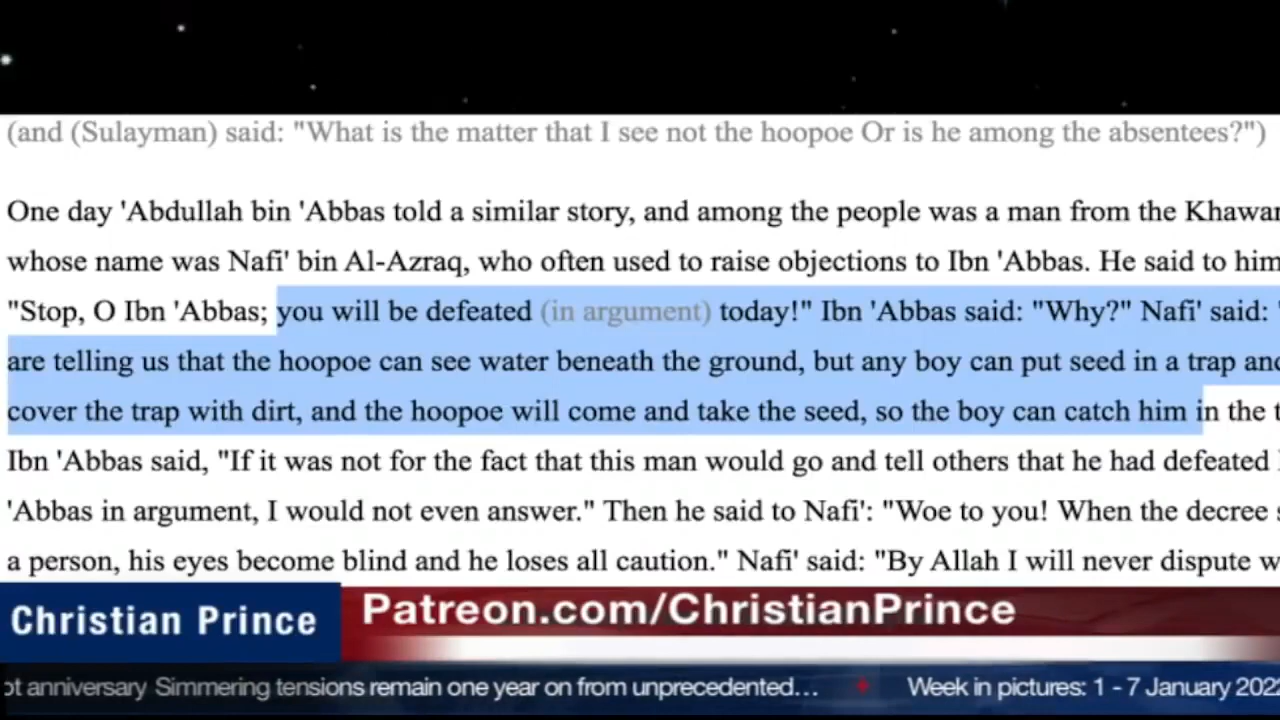 (and (Sulayman) said: "What is the matter that I see not the hoopoe Or is he among the absentees?")
One day 'Abdullah bin 'Abbas told a similar story, and among the people was a man from the
whose name was Nafi' bin Al-Azraq, who often used to raise objections to Ibn 'Abbas. He said to him
"Stop, O Ibn 'Abbas; you will be defeated (in argument) today!" Ibn 'Abbas said: "Why?" Nafi' said:
are telling us that the hoopoe can see water beneath the ground, but any boy can put seed in a trap and
cover the trap with dirt, and the hoopoe will come and take the seed, so the boy can catch him in the
Ibn 'Abbas said, "If it was not for the fact that this man would go and tell others that he had defeated
'Abbas in argument, I would not even answer." Then he said to Nafi': "Woe to you! When the decree
a person, his eyes become blind and he loses all caution." Nafi' said: "By Allah I will never dispute
Christian Prince
Patreon.com/ChristianPrince
anniversary Simmering tensions remain one year on from unprecedented... Week in pictures: 1 - 7 January